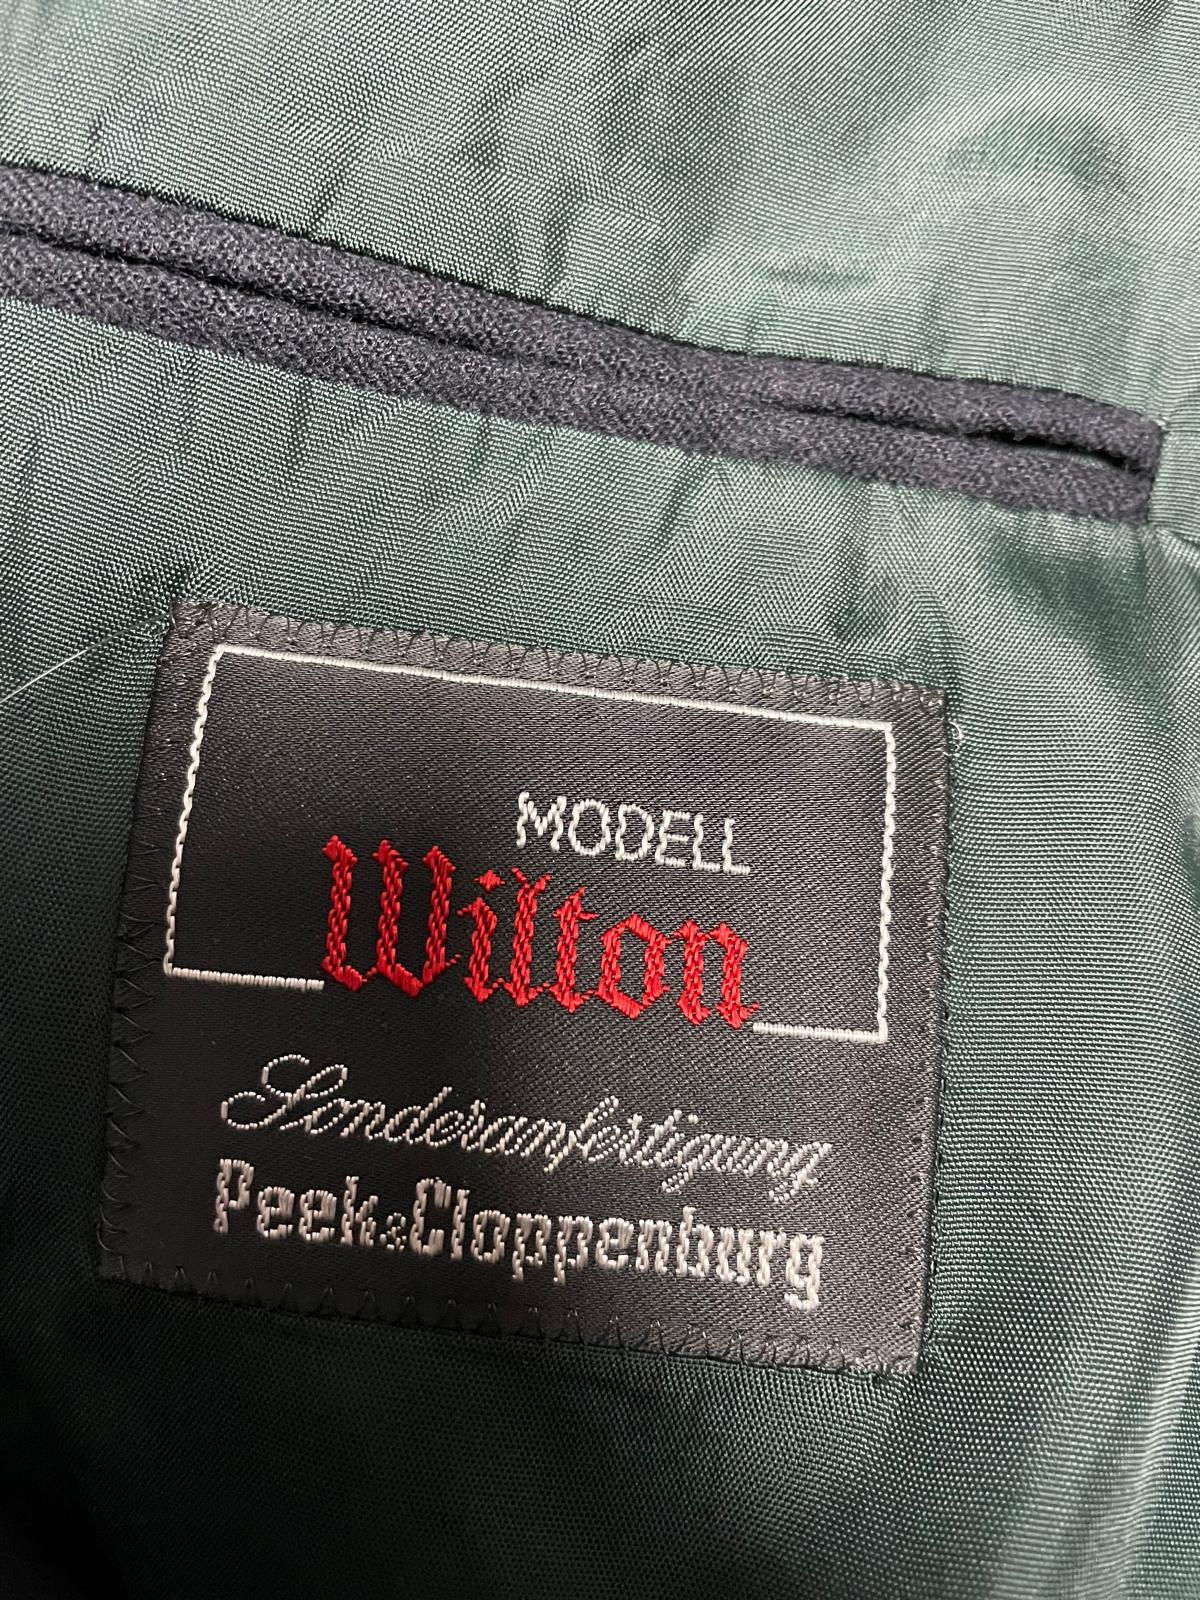 MODELL
Wilton
Sonderanfertigung
Peek&Cloppenburg